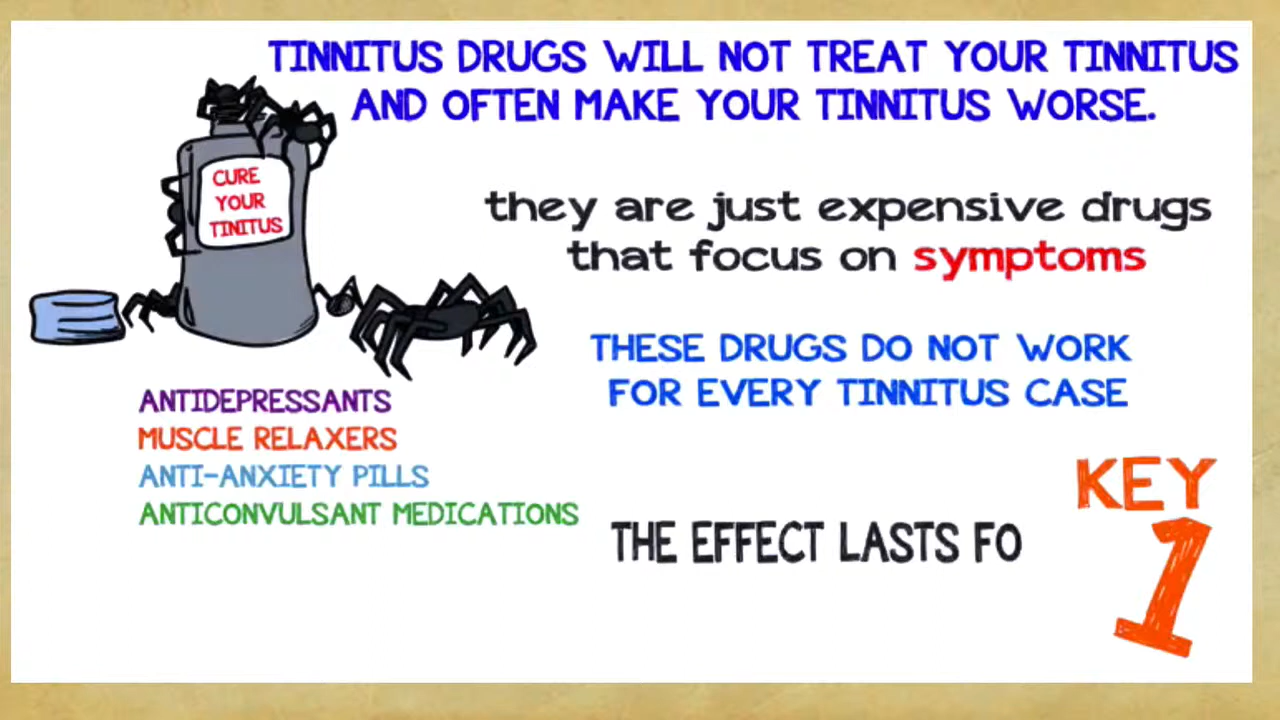 TINNITUS DRUGS WILL NOT TREAT YOUR TINNITUS
AND OFTEN MAKE YOUR TINNITUS WORSE.
CURE
YOUR
TINITUS
they are just expensive drugs
that focus on symptoms
THESE DRUGS DO NOT WORK
FOR EVERY TINNITUS CASE
ANTIDEPRESSANTS
MUSCLE RELAXERS
ANTI-ANXIETY PILLS
ANTICONVULSANT MEDICATIONS
THE EFFECT LASTS FO
KEY
1